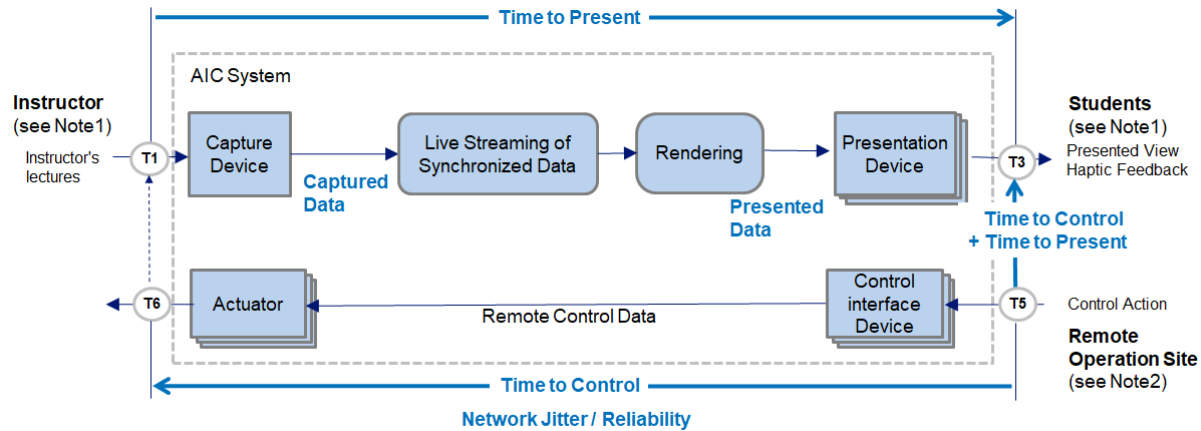 Time to Present
AIC System
Instructor
(see Note1)
Instructor's
lectures
T1
Capture
Device
Captured
Data
Live Streaming of
Synchronized Data
Rendering
Presented
Data
Presentation
Device
T3
Students
(see Note1)
Presented View
Haptic Feedback
Time to Control
+ Time to Present
T6
Actuator
Remote Control Data
Control
interface
Device
T5
Control Action
Remote
Operation Site
(see Note2)
Time to Control
Network Jitter / Reliability